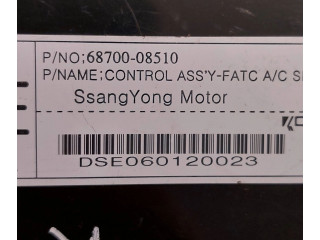 P/NO;68700-08510
P/NAME;CONTROL ASS'Y-FATC A/C
SsangYong Motor
DSE060120023